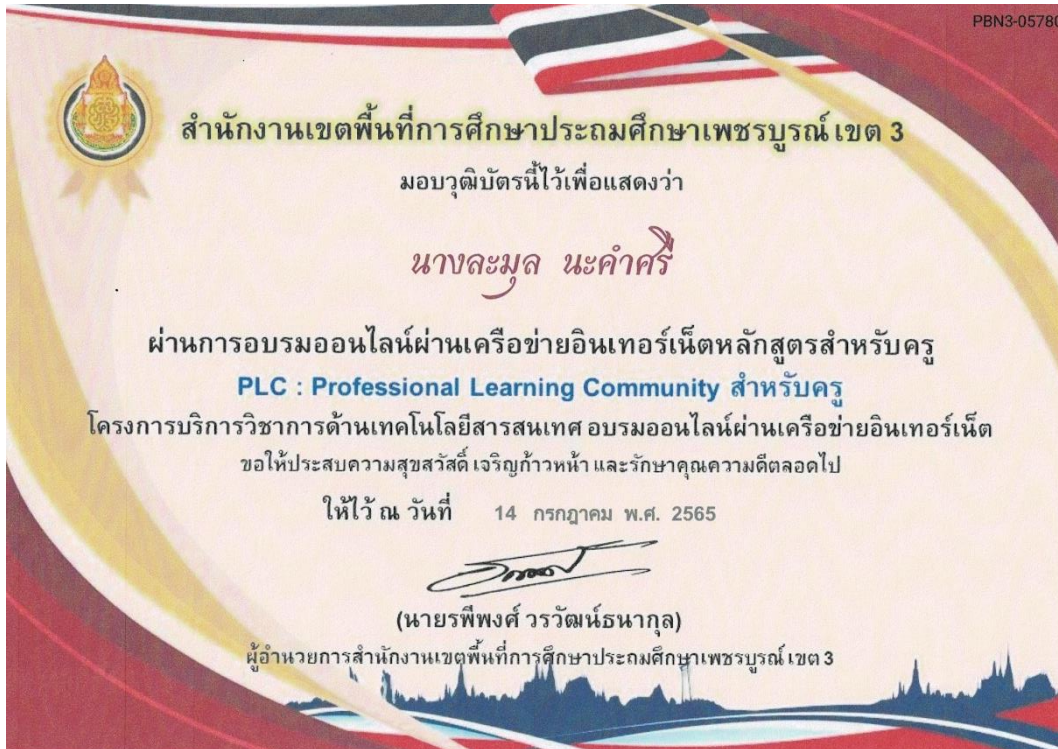 PBN3-05780
สำนักงานเขตพื้นที่การศึกษาประถมศึกษาเพชรบูรณ์ เขต 3
มอบวุฒิบัตรนี้ไว้เพื่อแสดงว่า
นางละมุล นะคำศรี
ผ่านการอบรมออนไลน์ผ่านเครือข่ายอินเทอร์เน็ตหลักสูตรสำหรับครู
PLC : Professional Learning Community สำหรับครู
โครงการบริการวิชาการด้านเทคโนโลยีสารสนเทศ อบรมออนไลน์ผ่านเครือข่ายอินเทอร์เน็ต
ขอให้ประสบความสุขสวัสดิ์ เจริญก้าวหน้า และรักษาคุณความดีตลอดไป
ให้ไว้ ณ วันที่ 14 กรกฎาคม พ.ศ. 2565
(นายรพีพงศ์ วรวัฒน์ธนากุล)
ผู้อำนวยการสำนักงานเขตพื้นที่การศึกษาประถมศึกษาเพชรบูรณ์ เขต 3